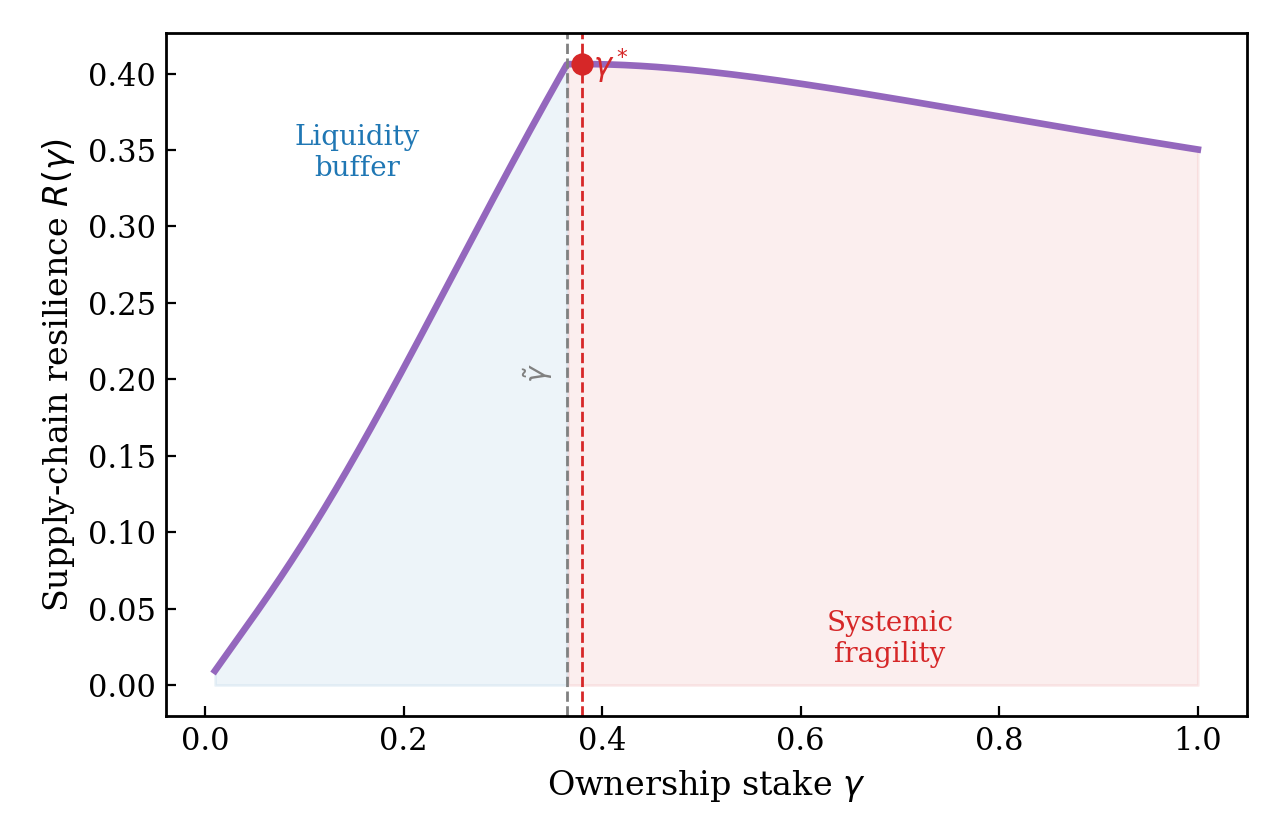 0.40
0.35
0.30
0.25
0.20
0.15
0.10
0.05
0.00
Supply-chain resilience R(γ)
Liquidity
buffer
γ̃
γ*
Systemic
fragility
0.0 0.2 0.4 0.6 0.8 1.0
Ownership stake γ